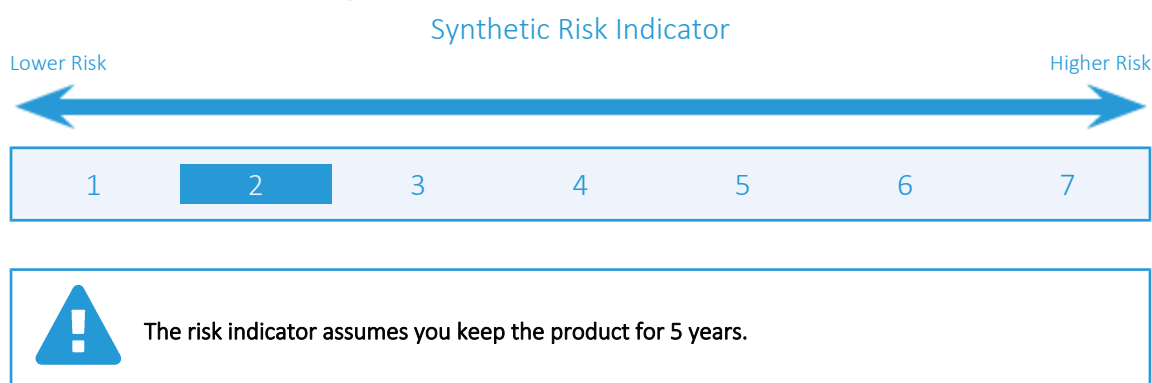 Synthetic Risk Indicator
Lower Risk Higher Risk
1 2 3 4 5 6 7
The risk indicator assumes you keep the product for 5 years.